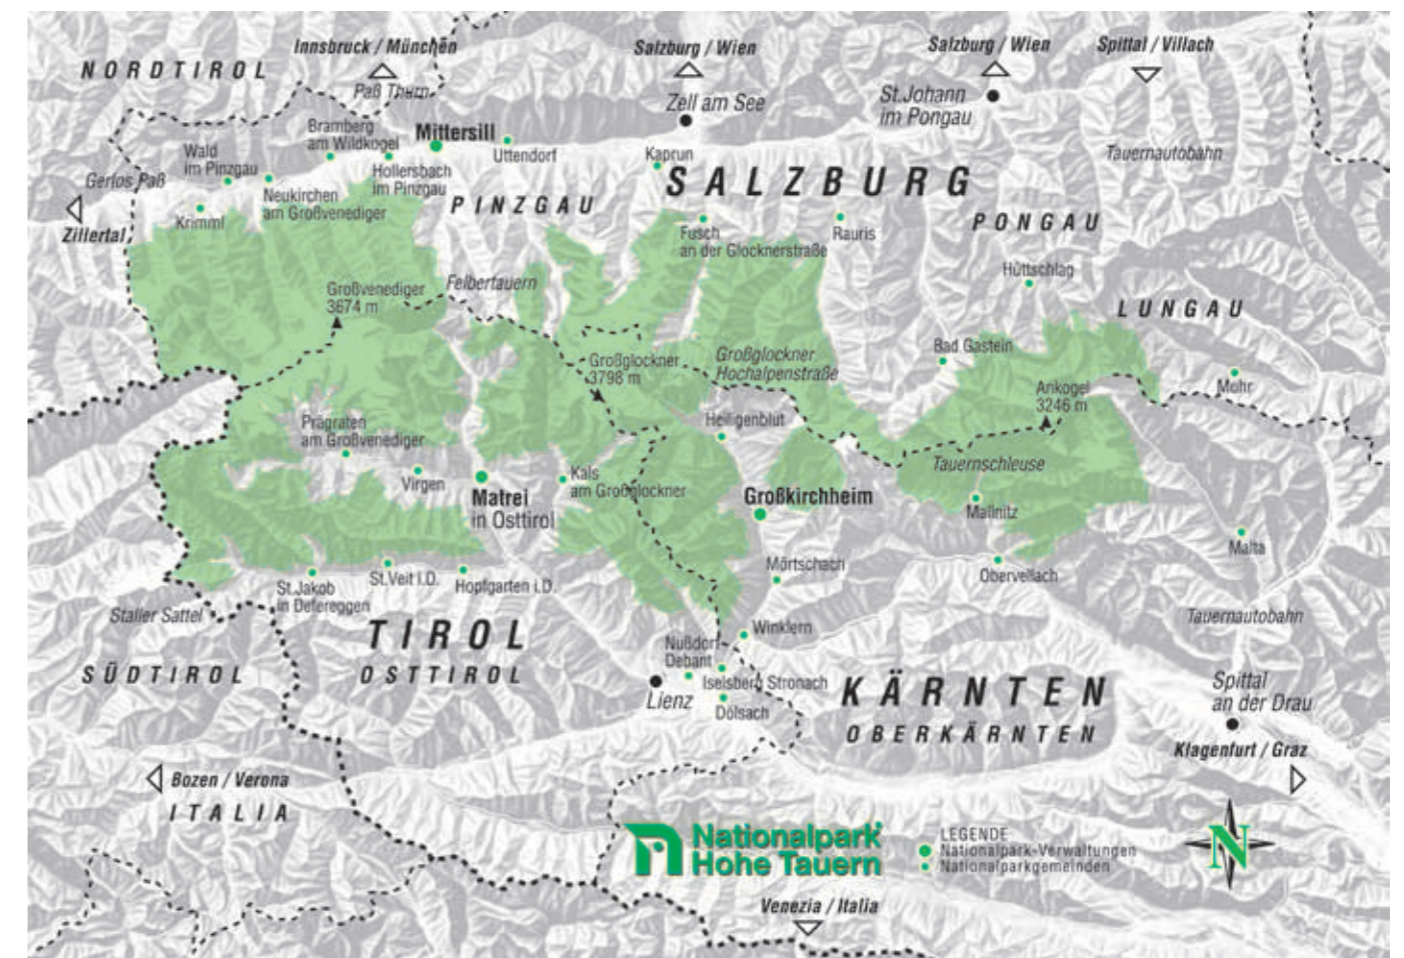 Innsbruck / München
Salzburg / Wien
Salzburg / Wien
Spittal / Villach
NORDTIROL
Paß Thurn
Zell am See
St.Johann
im Pongau
Bramberg
am Wildkogel
Mittersill
Uttendorf
Wald
im Pinzgau
Hollersbach
im Pinzgau
Kaprun
Tauernautobahn
Gerlos Paß
Neukirchen
am Großvenediger
SALZBURG
PINZGAU
PONGAU
Krimml
Zillertal
Fusch
an der Glocknerstraße
Rauris
Hüttschlag
Großvenediger
3674 m
Felbertauern
LUNGAU
Bad Gastein
Großglockner
3798 m
Großglockner
Hochalpenstraße
Ankogel
3246 m
Mohr
Prägraten
am Großvenediger
Heiligenblut
Virgen
Matrei
in Osttirol
Kals
am Großglockner
Tauernschleuse
Großkirchheim
Mallnitz
Malta
Mörtschach
Obervellach
St.Jakob
in Defereggen
St.Veit i.D.
Hopfgarten i.D.
Staller Sattel
Tauernautobahn
TIROL
OSTTIROL
SÜDTIROL
Winklern
Nußdorf
Debant
Iselsberg Stronach
Lienz
Dölsach
KÄRNTEN
OBERKÄRNTEN
Spittal
an der Drau
Klagenfurt / Graz
Bozen / Verona
ITALIA
Nationalpark
Hohe Tauern
LEGENDE
Nationalpark-Verwaltungen
Nationalparkgemeinden
N
Venezia / Italia